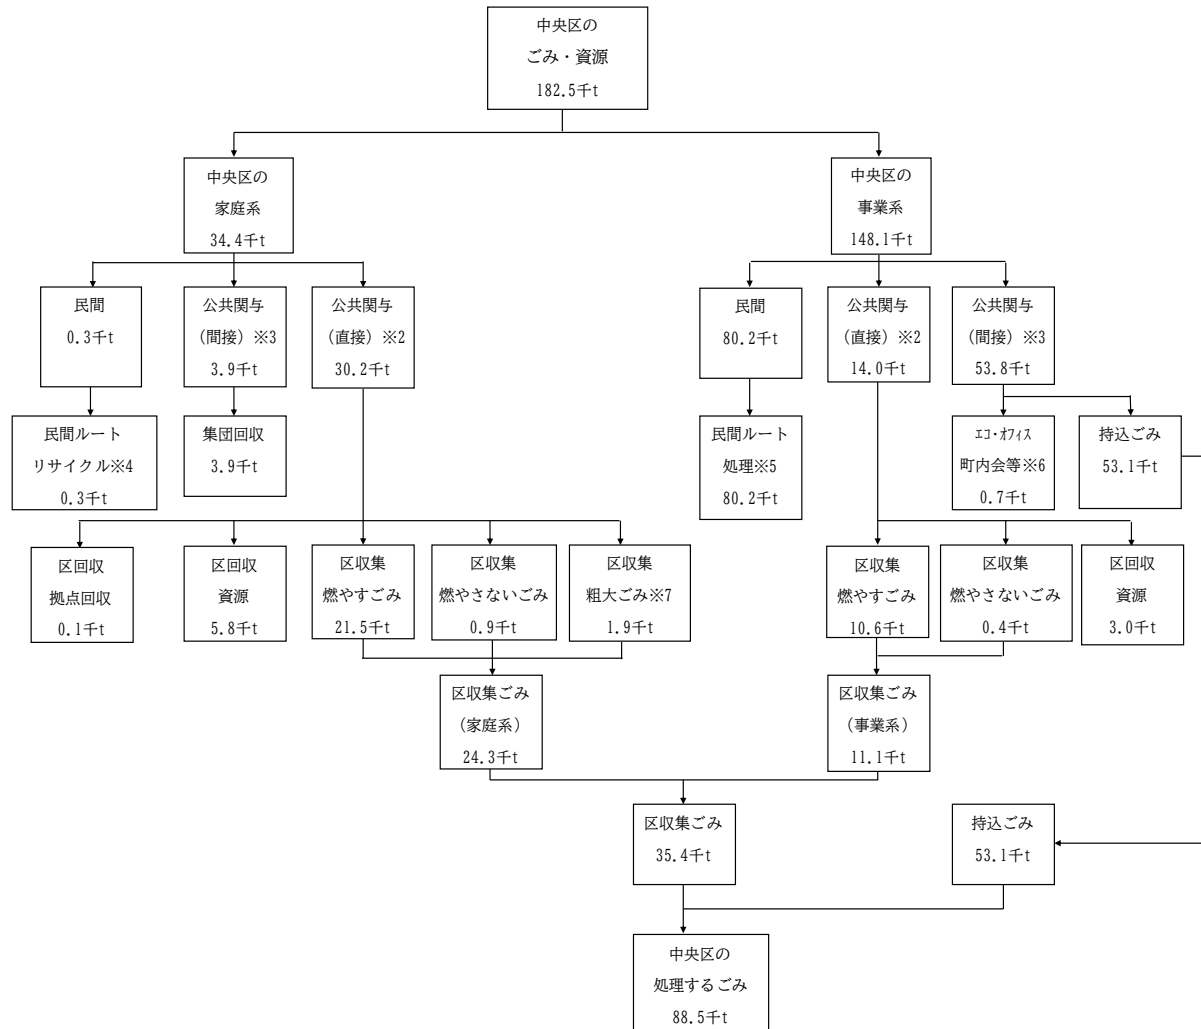 中央区の
ごみ・資源
182.5千t
中央区の
家庭系
34.4千t
中央区の
事業系
148.1千t
民間
0.3千t
公共関与
(間接)※3
3.9千t
公共関与
(直接)※2
30.2千t
民間
80.2千t
公共関与
(直接)※2
14.0千t
公共関与
(間接)※3
53.8千t
民間ルート
リサイクル※4
0.3千t
集団回収
3.9千t
民間ルート
処理※5
80.2千t
ｴｺ･ｵﾌｨｽ
町内会等※6
0.7千t
持込ごみ
53.1千t
区回収
拠点回収
0.1千t
区回収
資源
5.8千t
区収集
燃やすごみ
21.5千t
区収集
燃やさないごみ
0.9千t
区収集
粗大ごみ※7
1.9千t
区収集
燃やすごみ
10.6千t
区収集
燃やさないごみ
0.4千t
区回収
資源
3.0千t
区収集ごみ
(家庭系)
24.3千t
区収集ごみ
(事業系)
11.1千t
区収集ごみ
35.4千t
持込ごみ
53.1千t
中央区の
処理するごみ
88.5千t